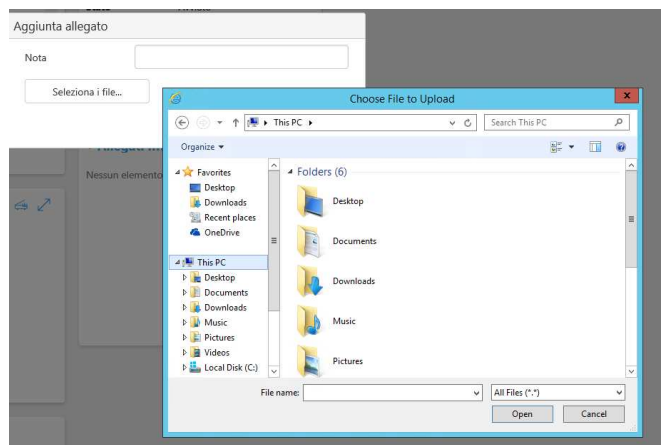 Stato
Aggiunta allegato
Nota
Seleziona i file...
Nessun elemento
Choose File to Upload
This PC
Search This PC
Organize
Favorites
Desktop
Downloads
Recent places
OneDrive
This PC
Desktop
Documents
Downloads
Music
Pictures
Videos
Local Disk (C:)
Folders (6)
Desktop
Documents
Downloads
Music
Pictures
File name:
All Files (*.*)
Open
Cancel